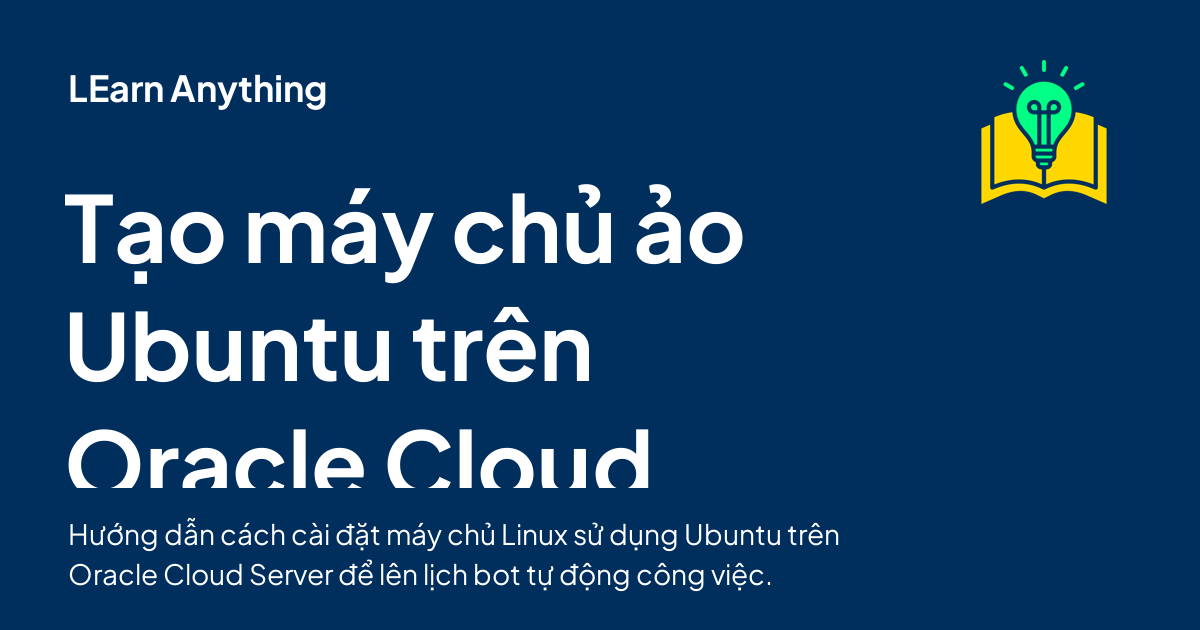 LEarn Anything
Tạo máy chủ ảo
Ubuntu trên
Oracle Cloud
Hướng dẫn cách cài đặt máy chủ Linux sử dụng Ubuntu trên
Oracle Cloud Server để lên lịch bot tự động công việc.